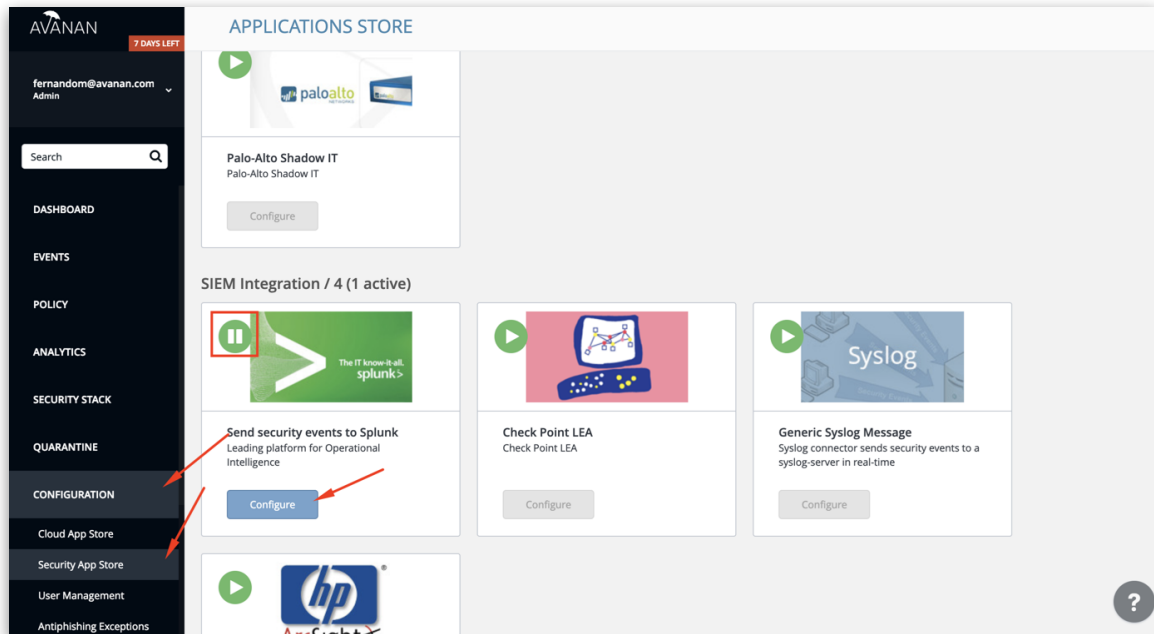 AVANAN
7 DAYS LEFT
APPLICATIONS STORE
fernandom@avanan.com
Admin
Search
DASHBOARD
EVENTS
POLICY
ANALYTICS
SECURITY STACK
QUARANTINE
CONFIGURATION
Cloud App Store
Security App Store
User Management
Antiphishing Exceptions
paloalto
NETWORKS
Palo-Alto Shadow IT
Palo-Alto Shadow IT
Configure
SIEM Integration / 4 (1 active)
The IT know-it-all.
splunk>
Send security events to Splunk
Leading platform for Operational
Intelligence
Configure
Check Point LEA
Check Point LEA
Configure
Syslog
Generic Syslog Message
Syslog connector sends security events to a
syslog-server in real-time
Configure
hp
ArcSight
?